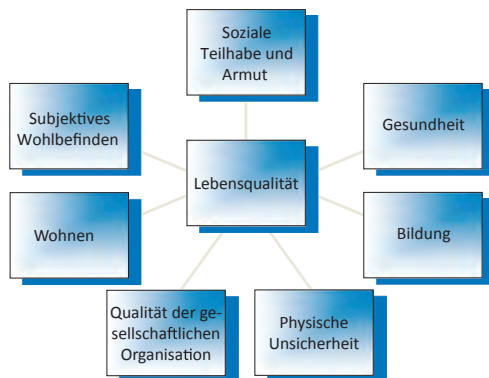 Soziale
Teilhabe und
Armut
Subjektives
Wohlbefinden
Gesundheit
Lebensqualität
Wohnen
Bildung
Qualität der ge-
sellschaftlichen
Organisation
Physische
Unsicherheit